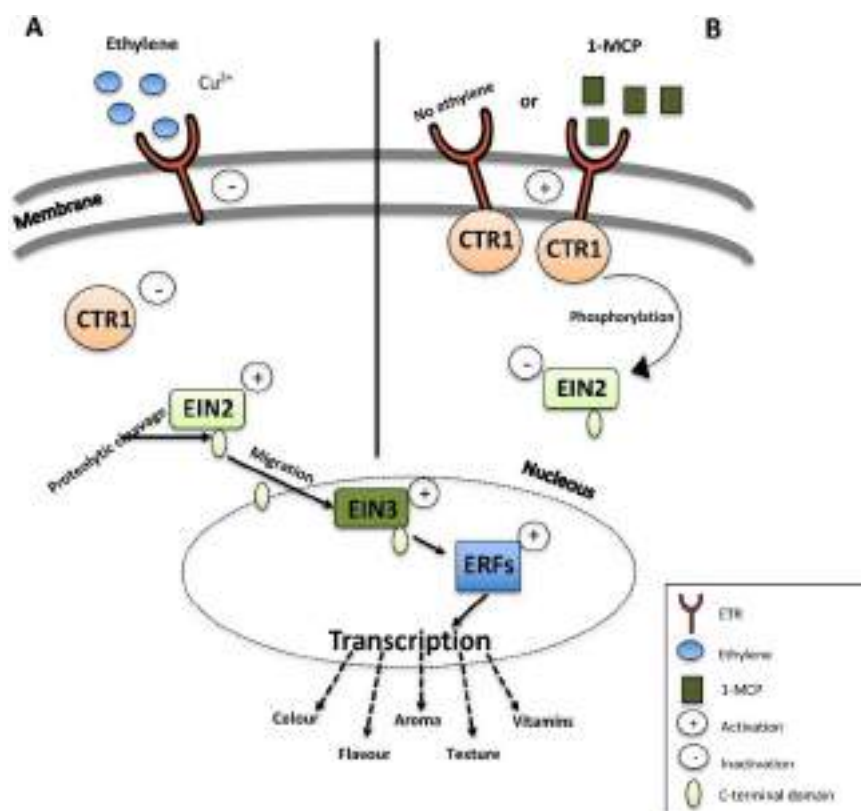 A
B
Ethylene
Cu²⁺
1-MCP
No ethylene
or
Membrane
-
+
CTR1
CTR1
CTR1
-
Phosphorylation
+
-
EIN2
EIN2
Proteolytic cleavage
Migration
Nucleous
EIN3
+
ERFs
+
Transcription
Colour
Aroma
Vitamins
Flavour
Texture
ETR
Ethylene
1-MCP
+ Activation
- Inactivation
C-terminal domain